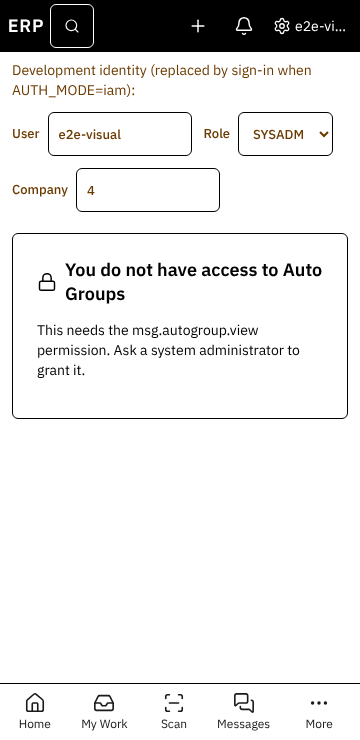 ERP
e2e-vi...
Development identity (replaced by sign-in when
AUTH_MODE=iam):
User
e2e-visual
Role
SYSADM
Company
4
You do not have access to Auto
Groups
This needs the msg.autogroup.view
permission. Ask a system administrator to
grant it.
Home
My Work
Scan
Messages
More